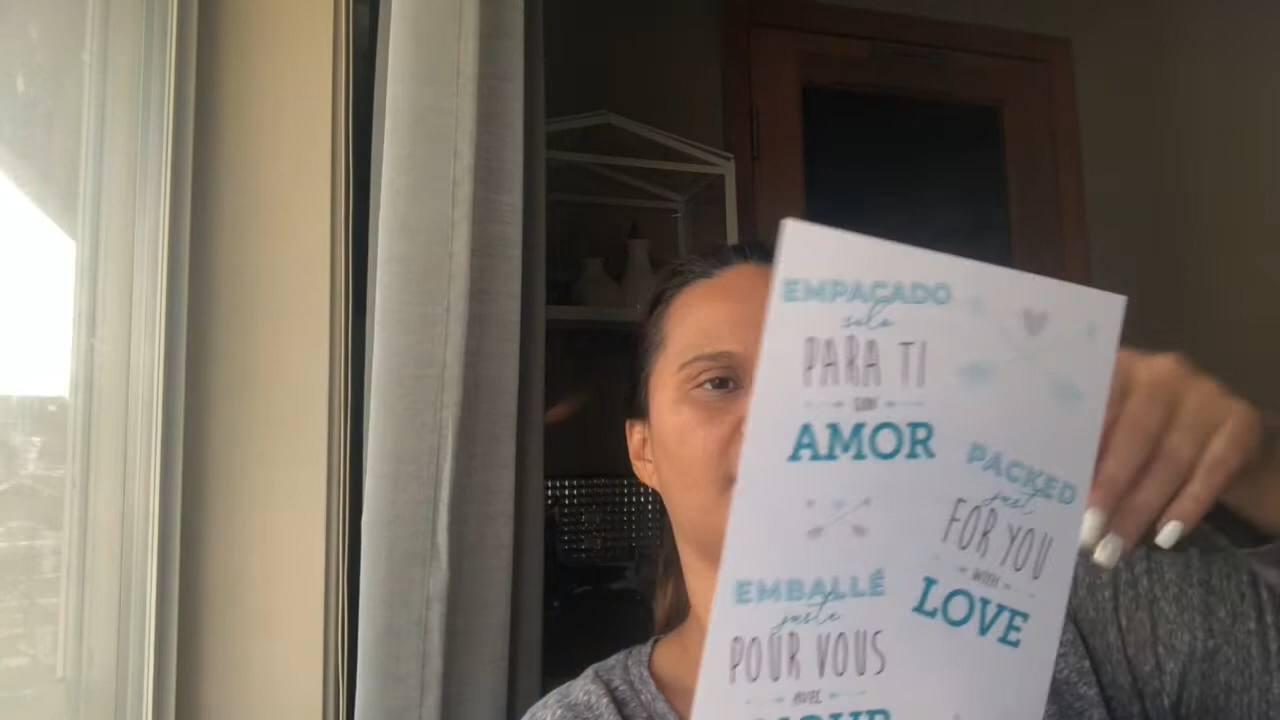 EMPACADO
solo
PARA TI
con
AMOR
PACKED
just
FOR YOU
WITH
LOVE
EMBALLÉ
juste
POUR VOUS
AVEC